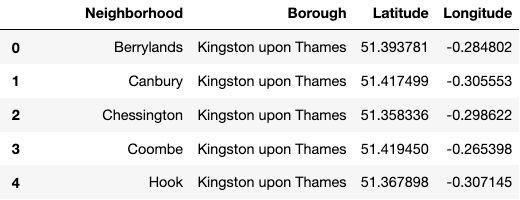 Neighborhood Borough Latitude Longitude
0 Berrylands Kingston upon Thames 51.393781 -0.284802
1 Canbury Kingston upon Thames 51.417499 -0.305553
2 Chessington Kingston upon Thames 51.358336 -0.298622
3 Coombe Kingston upon Thames 51.419450 -0.265398
4 Hook Kingston upon Thames 51.367898 -0.307145